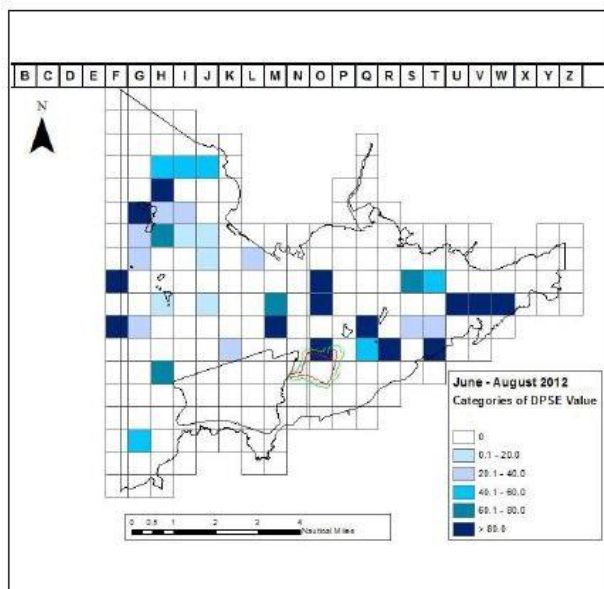 B C D E F G H I J K L M N O P Q R S T U V W X Y Z
N
June - August 2012
Categories of DPSE Value
0
0.1 - 20.0
20.1 - 40.0
40.1 - 60.0
60.1 - 80.0
> 80.0
0 0.5 1 2 3 4
Nautical Miles